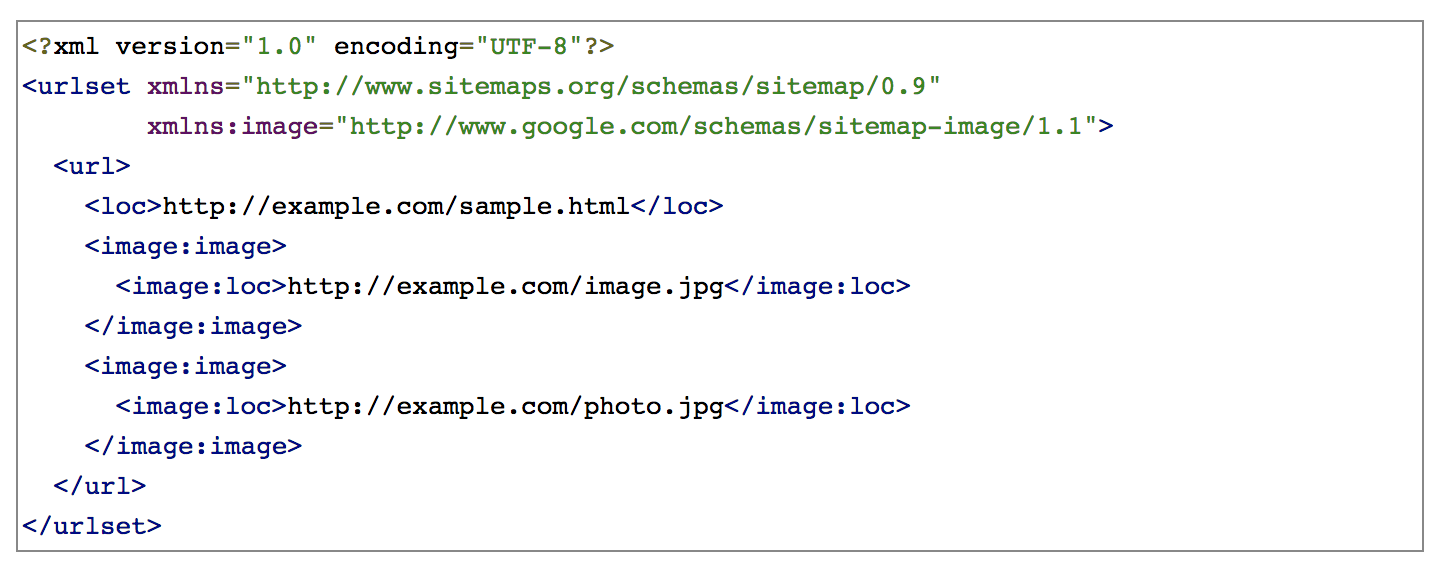 <?xml version="1.0" encoding="UTF-8"?>
<urlset xmlns="http://www.sitemaps.org/schemas/sitemap/0.9"
        xmlns:image="http://www.google.com/schemas/sitemap-image/1.1">
  <url>
    <loc>http://example.com/sample.html</loc>
    <image:image>
      <image:loc>http://example.com/image.jpg</image:loc>
    </image:image>
    <image:image>
      <image:loc>http://example.com/photo.jpg</image:loc>
    </image:image>
  </url>
</urlset>